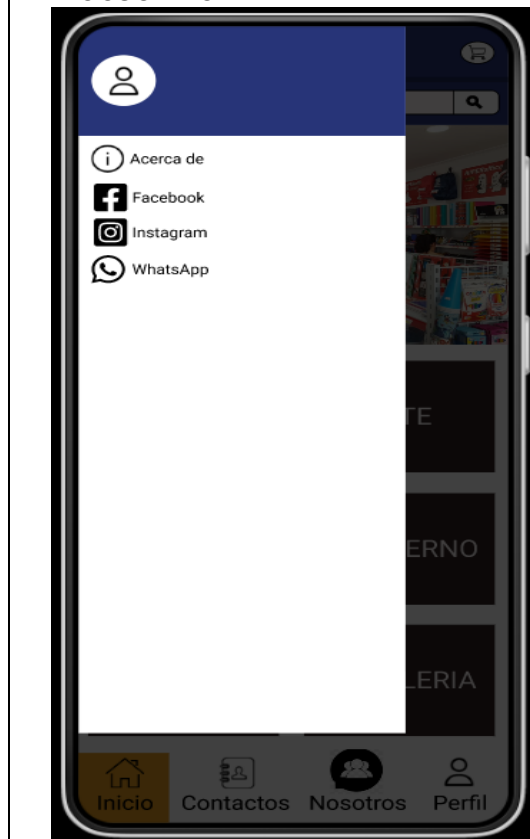 Acerca de
Facebook
Instagram
WhatsApp
TE
ERNO
LERIA
Inicio Contactos Nosotros Perfil